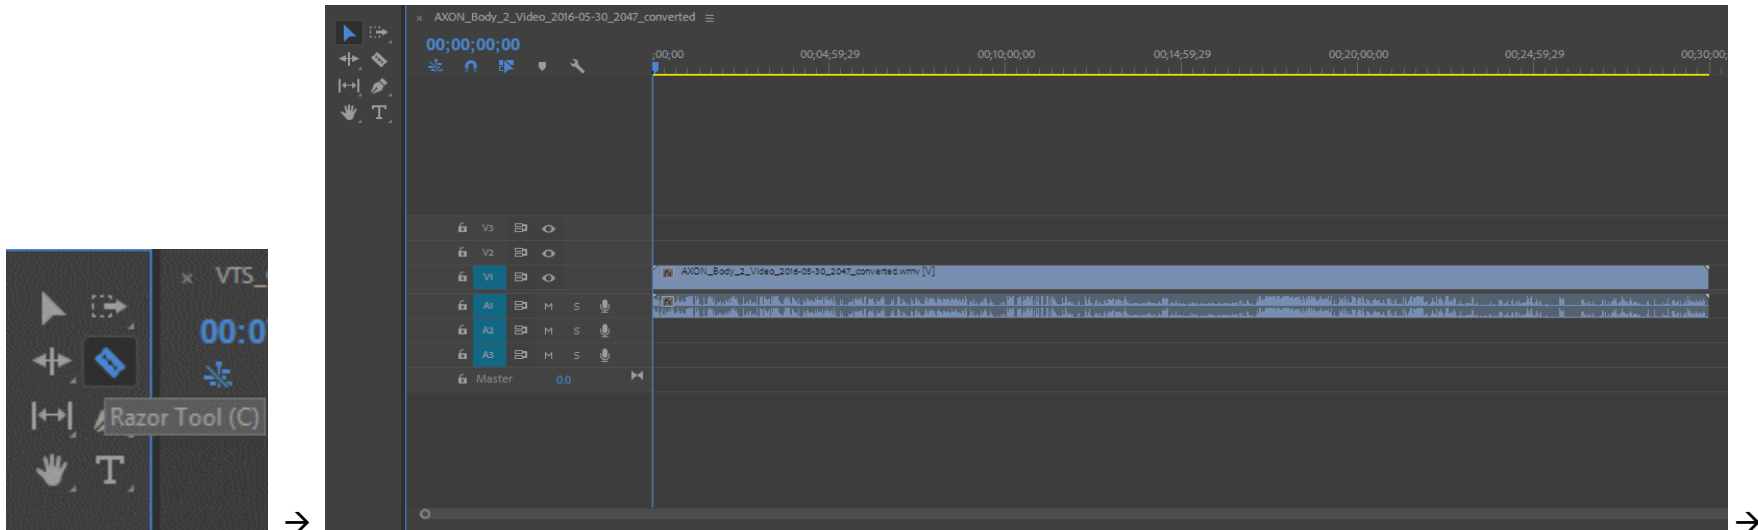 × VTS_
00:0
Razor Tool (C)
T
→
T
× AXON_Body_2_Video_2016-05-30_2047_converted ≡
00;00;00;00
:00;00 00;04;59;29 00;10;00;00 00;14;59;29 00;20;00;00 00;24;59;29 00;30;00;
V3
V2
V1 fx AXON_Body_2_Video_2016-05-30_2047_converted.wmv [V]
A1 M S fx
A2 M S
A3 M S
Master 0.0
→